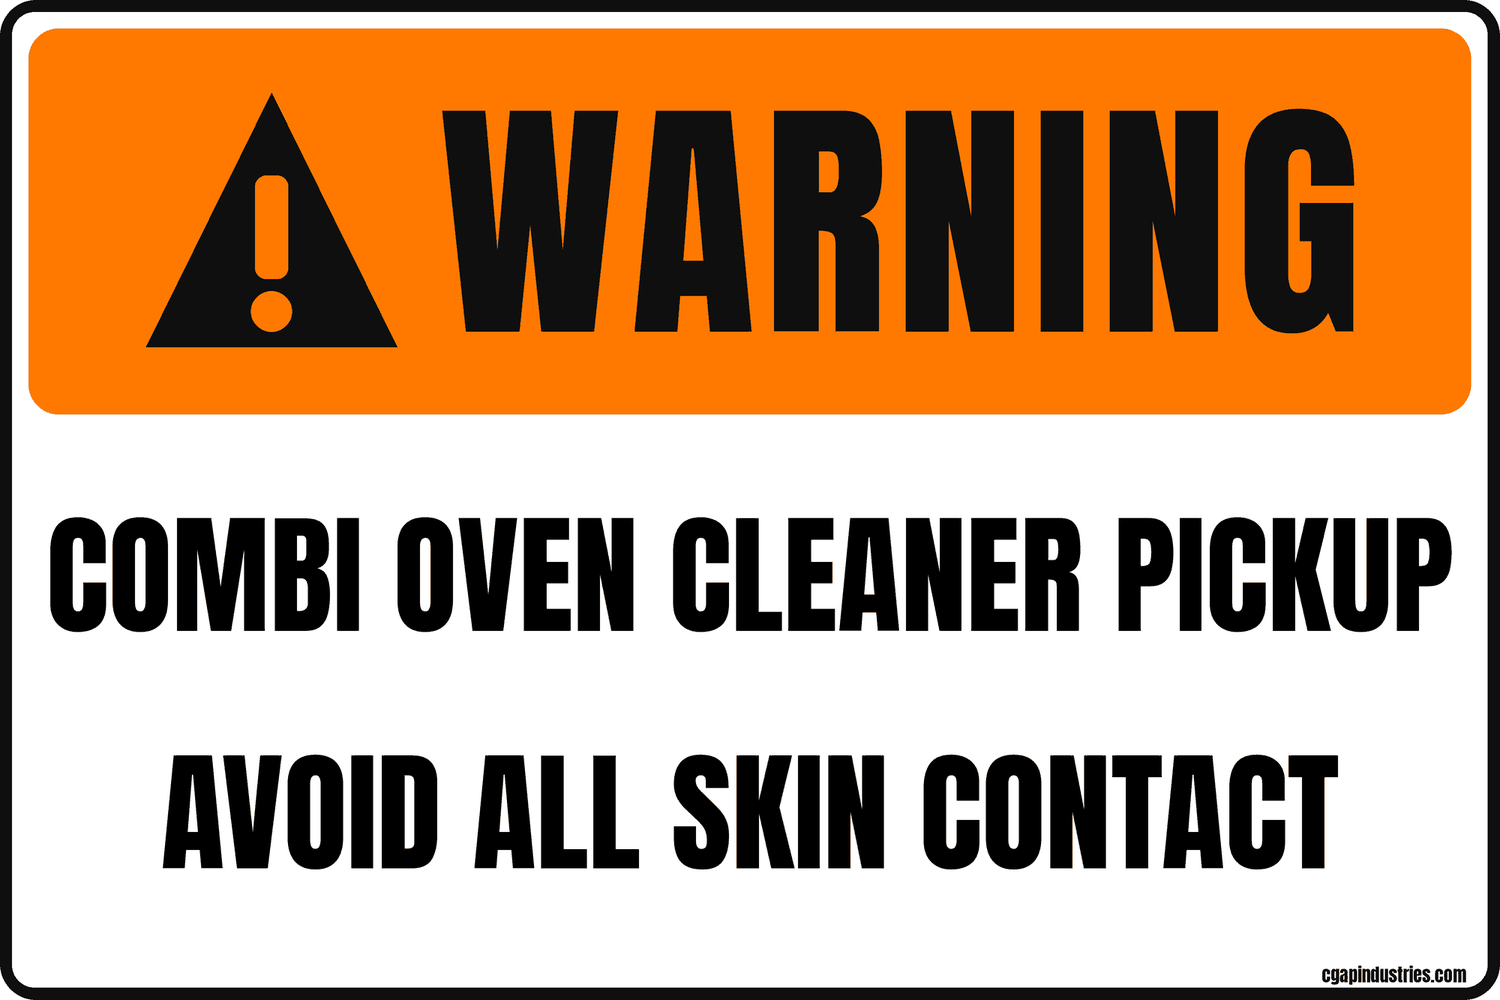 WARNING
COMBI OVEN CLEANER PICKUP
AVOID ALL SKIN CONTACT
cgapindustries.com